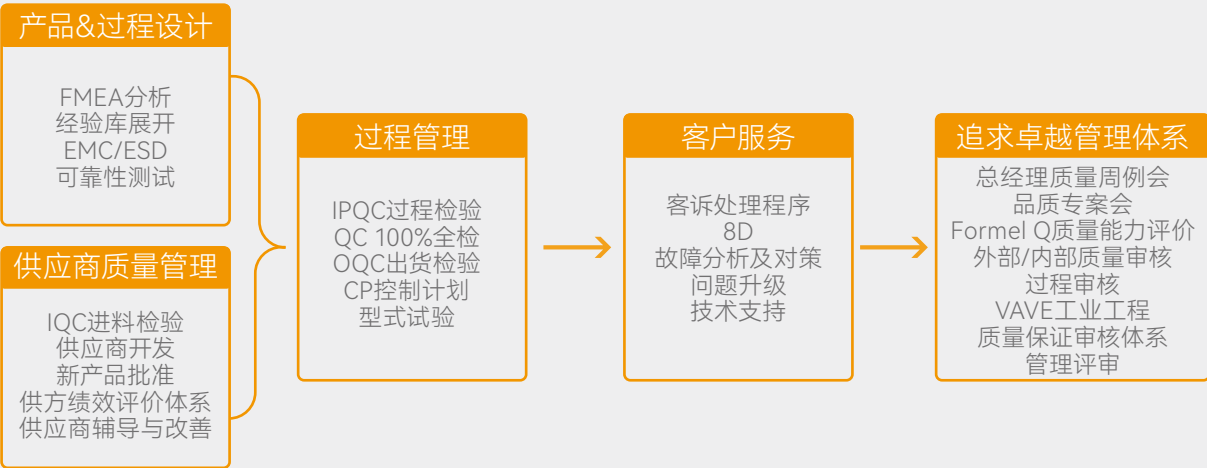 产品&过程设计
FMEA分析
经验库展开
EMC/ESD
可靠性测试
供应商质量管理
IQC进料检验
供应商开发
新产品批准
供方绩效评价体系
供应商辅导与改善
过程管理
IPQC过程检验
QC 100%全检
OQC出货检验
CP控制计划
型式试验
客户服务
客诉处理程序
8D
故障分析及对策
问题升级
技术支持
追求卓越管理体系
总经理质量周例会
品质专案会
Formel Q质量能力评价
外部/内部质量审核
过程审核
VAVE工业工程
质量保证审核体系
管理评审